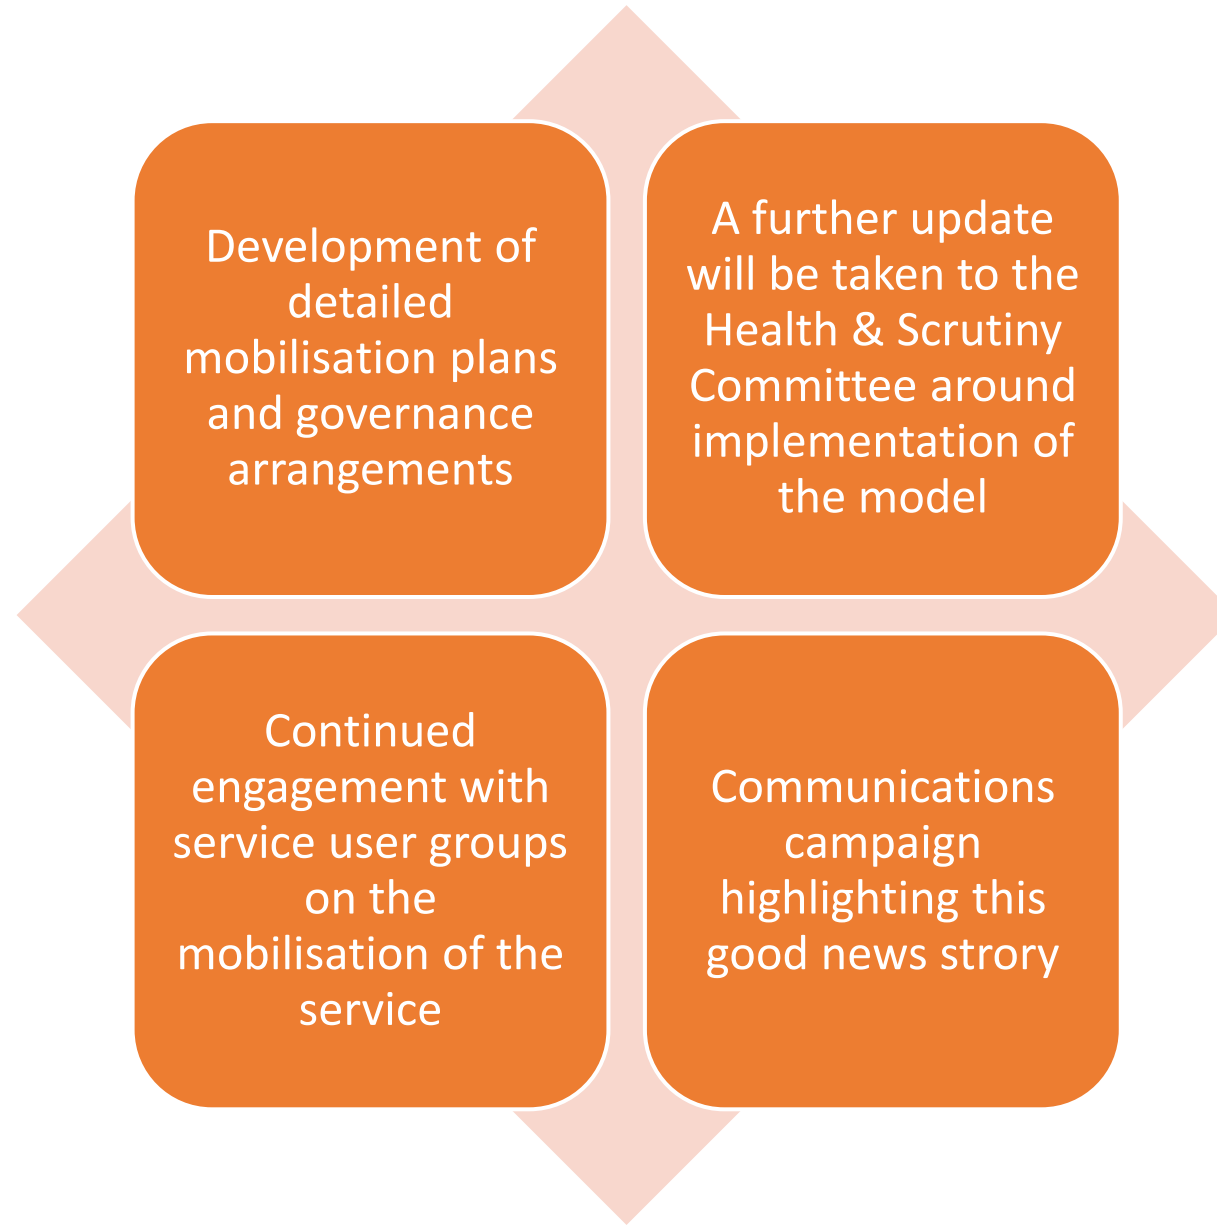 Development of
detailed
mobilisation plans
and governance
arrangements
A further update
will be taken to the
Health & Scrutiny
Committee around
implementation of
the model
Continued
engagement with
service user groups
on the
mobilisation of the
service
Communications
campaign
highlighting this
good news strory